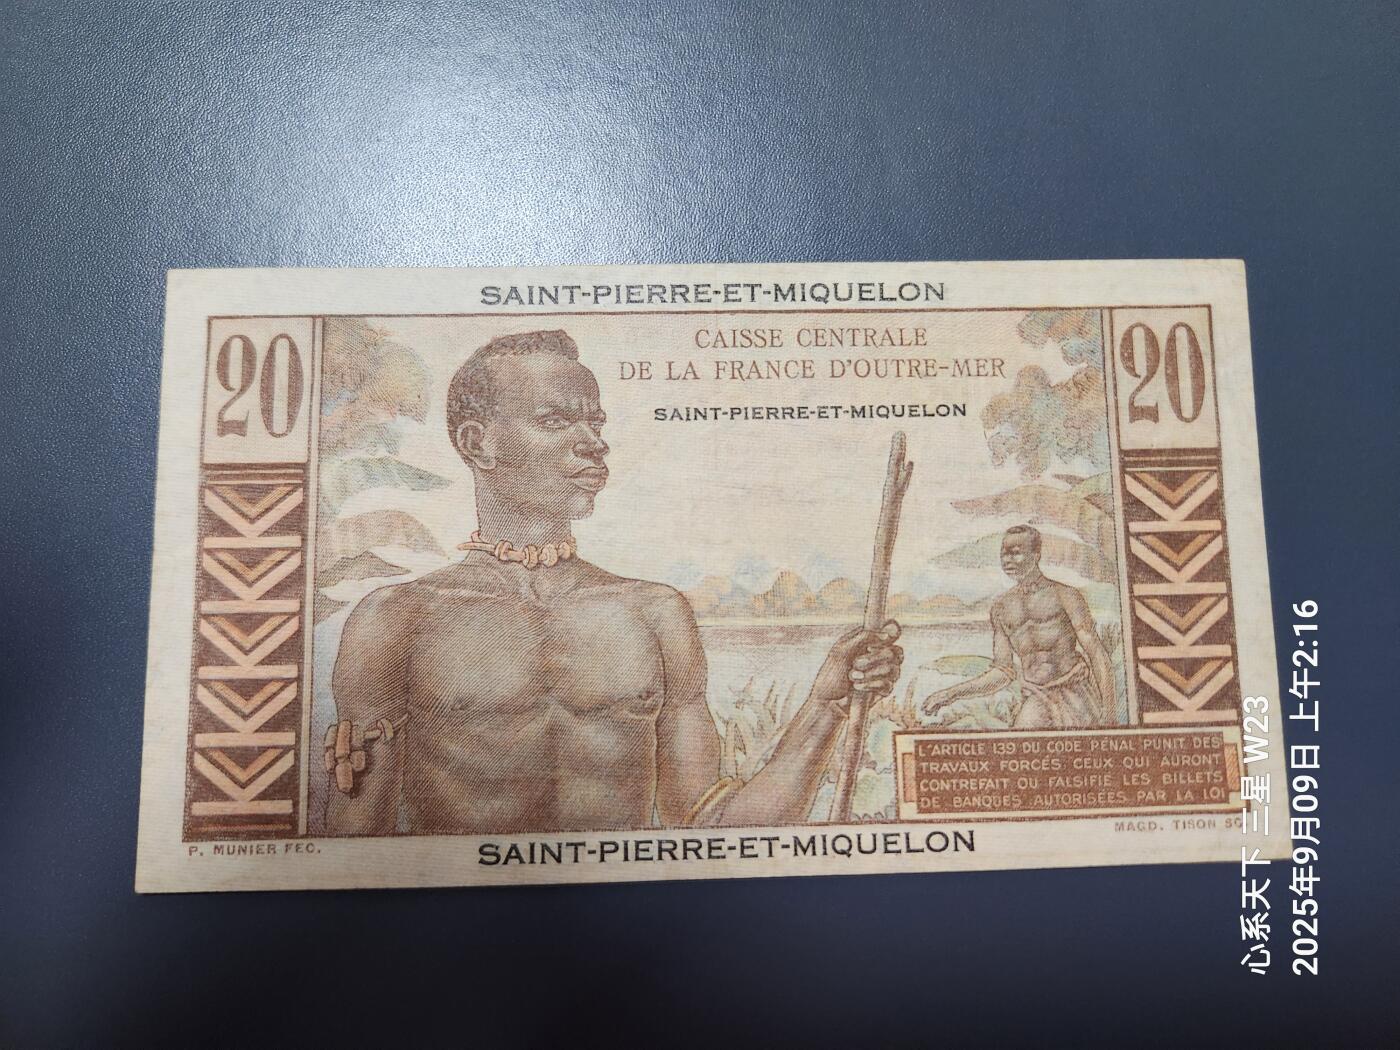 SAINT-PIERRE-ET-MIQUELON
20
CAISSE CENTRALE
DE LA FRANCE D'OUTRE-MER
SAINT-PIERRE-ET-MIQUELON
20
L'ARTICLE 139 DU CODE PÉNAL PUNIT DES
TRAVAUX FORCÉS CEUX QUI AURONT
CONTREFAIT OU FALSIFIÉ LES BILLETS
DE BANQUES AUTORISÉES PAR LA LOI
P. MUNIER FEC.
SAINT-PIERRE-ET-MIQUELON
MAGD. TISON SC
心系天下 三星 W23
2025年9月09日 上午2:16